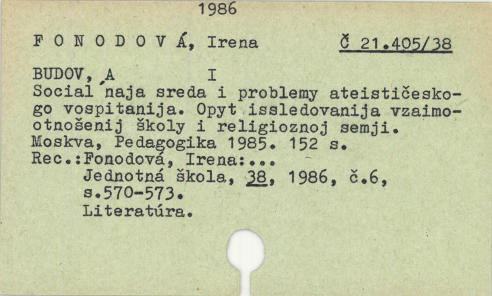 1986
FONODOVÁ, Irena Č 21.405/38
BUDOV, A I
Social´naja sreda i problemy ateističesko-
go vospitanija. Opyt issledovanija vzaimo-
otnošenij školy i religioznoj semji.
Moskva, Pedagogika 1985. 152 s.
Rec.:Fonodová, Irena:...
Jednotná škola, 38, 1986, č.6,
s.570-573.
Literatúra.